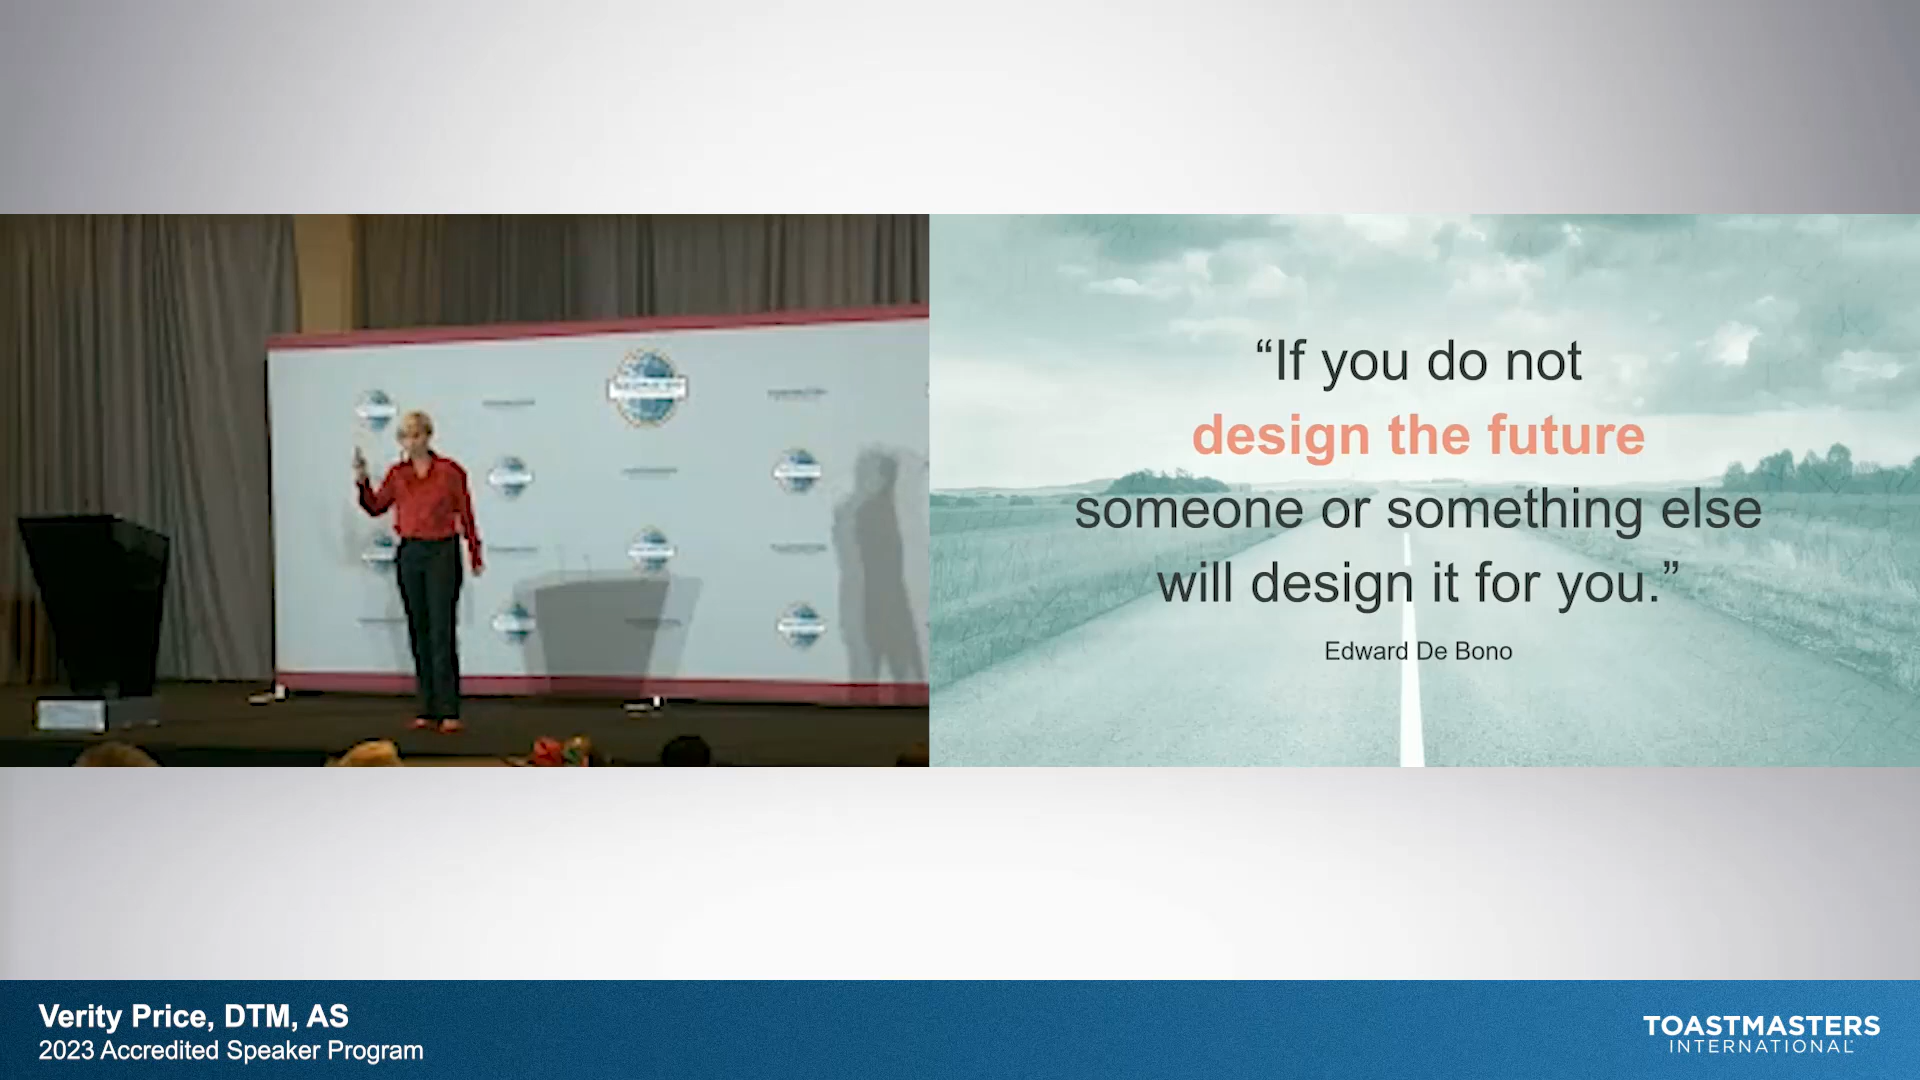 “If you do not
design the future
someone or something else
will design it for you.”
Edward De Bono
Verity Price, DTM, AS
2023 Accredited Speaker Program
TOASTMASTERS
INTERNATIONAL